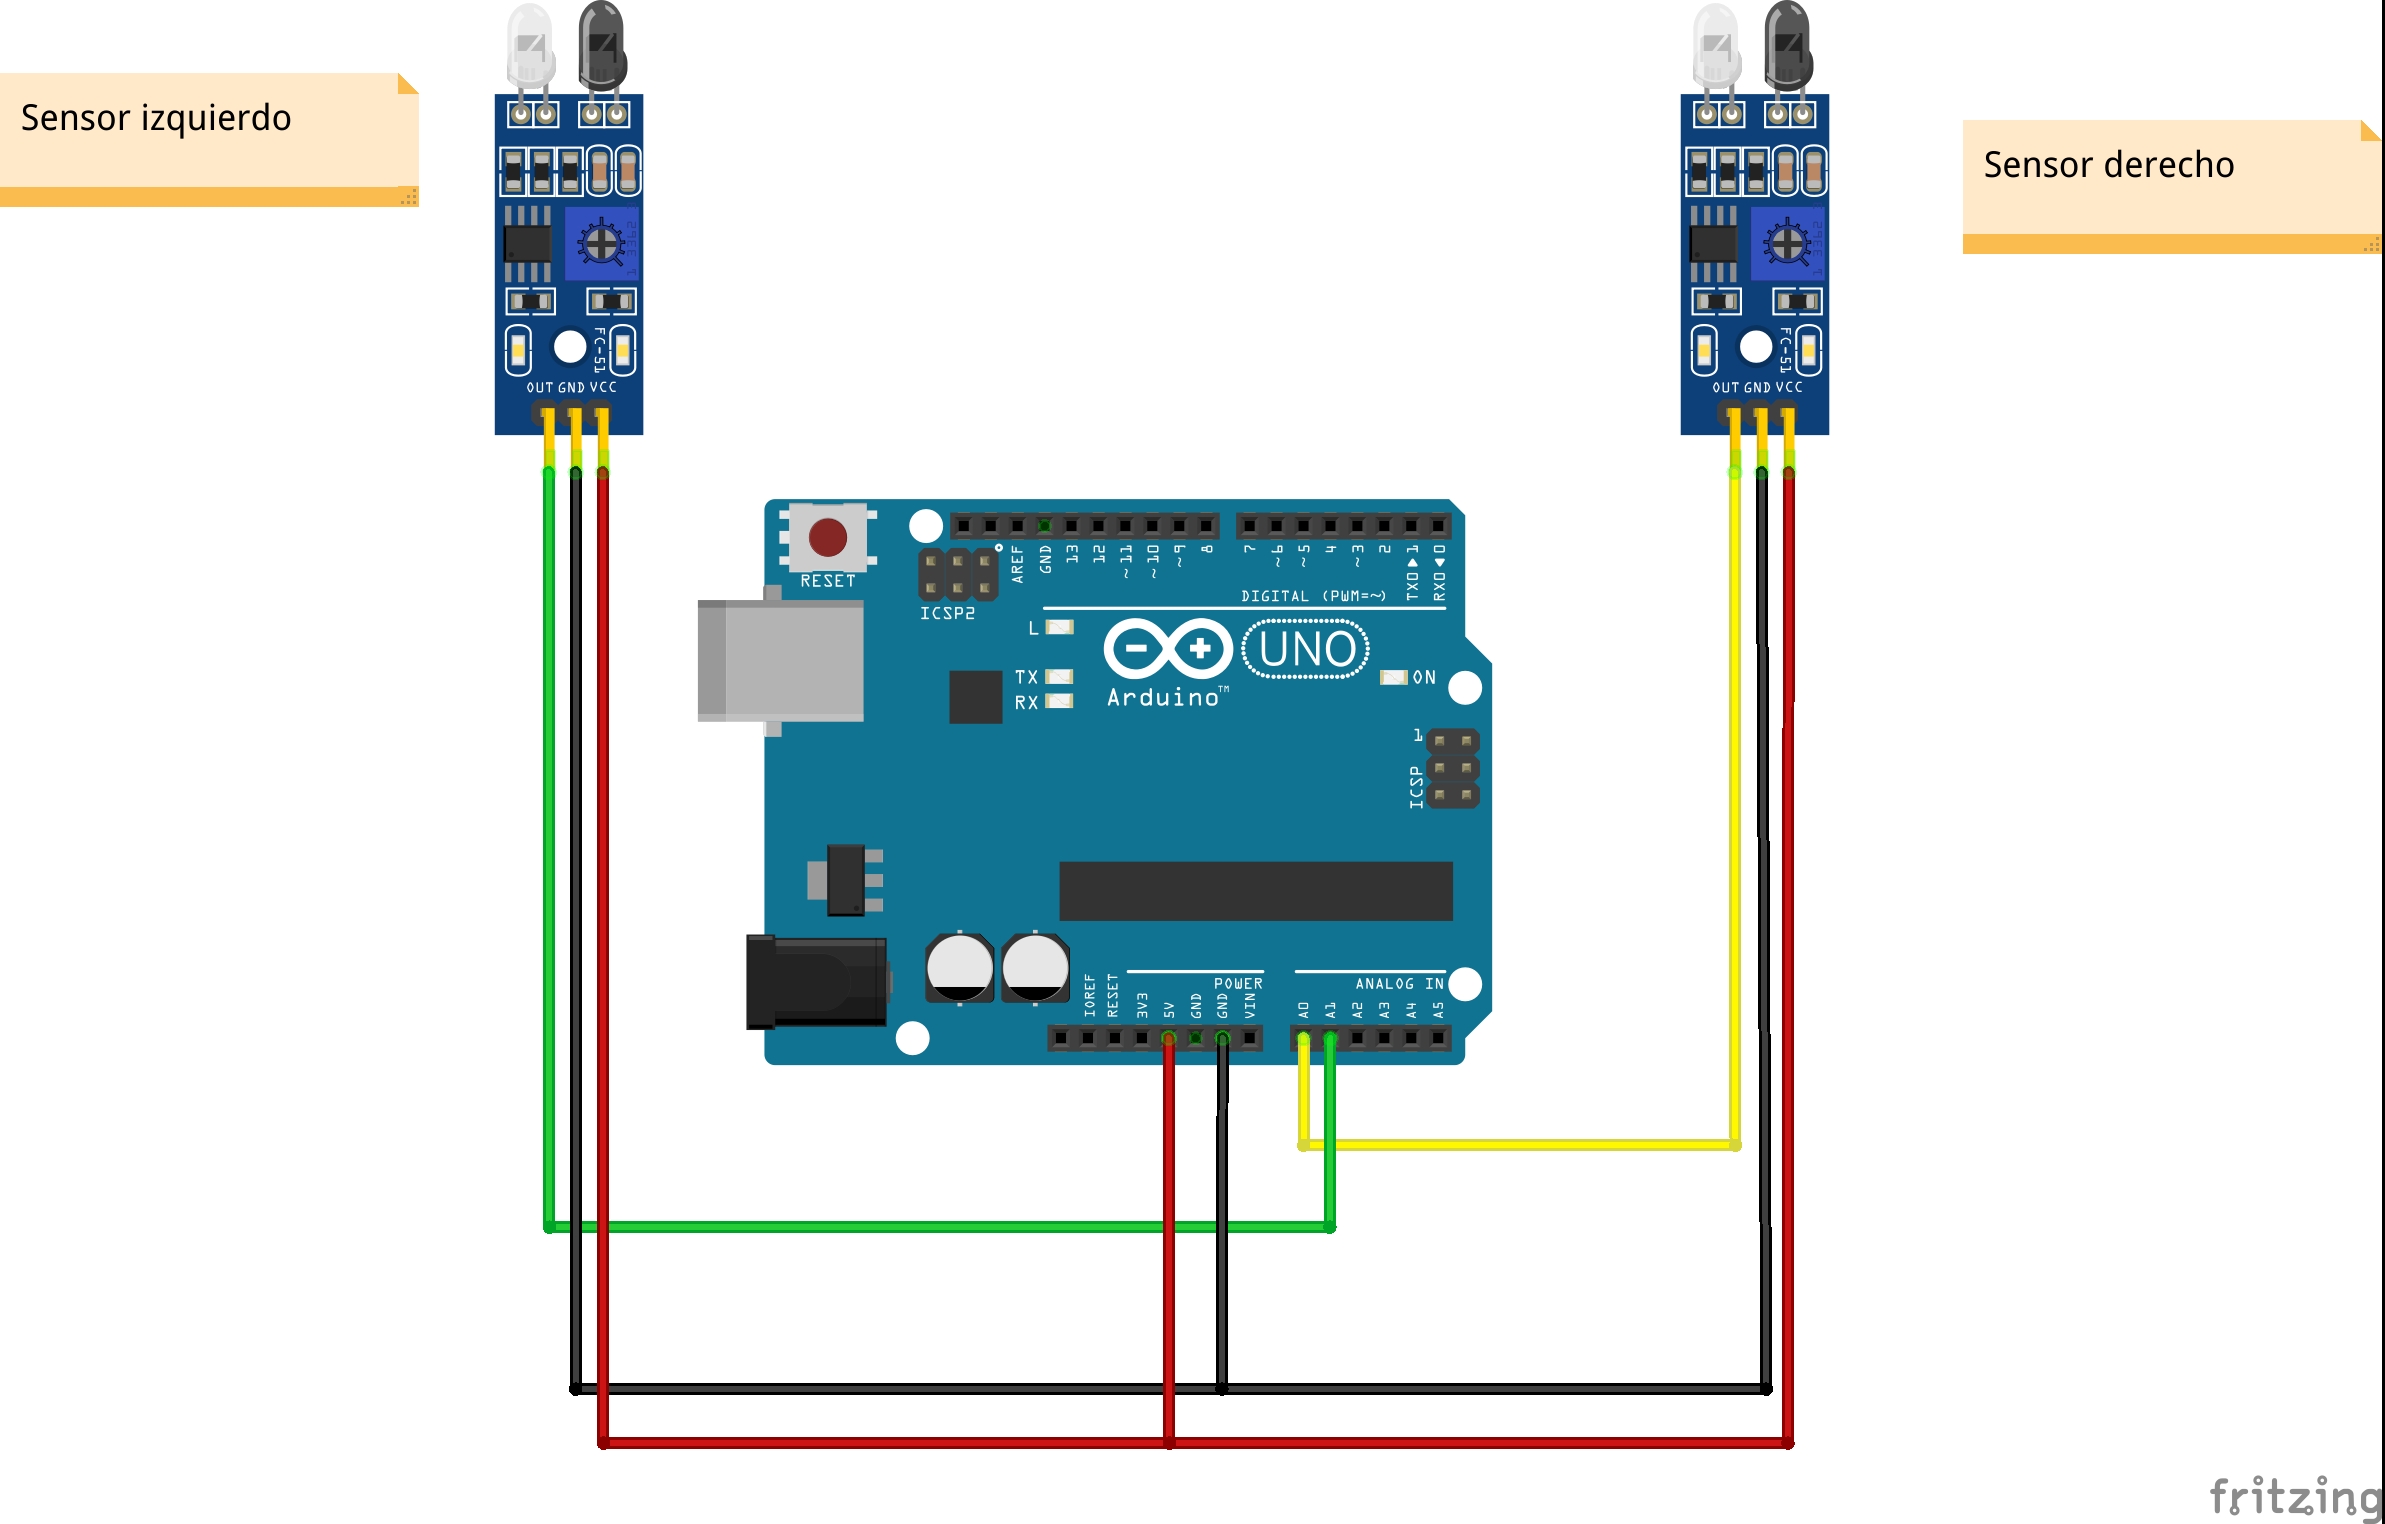 Sensor izquierdo
Sensor derecho
FC-51
OUT GND VCC
FC-51
OUT GND VCC
RESET
ICSP2
AREF
GND
13
12
~11
~10
~9
8
7
~6
~5
4
~3
2
TX0▶1
RX0◀0
DIGITAL (PWM=~)
L
TX
RX
UNO
Arduino™
ON
1
ICSP
POWER
ANALOG IN
IOREF
RESET
3V3
5V
GND
GND
VIN
A0
A1
A2
A3
A4
A5
fritzing